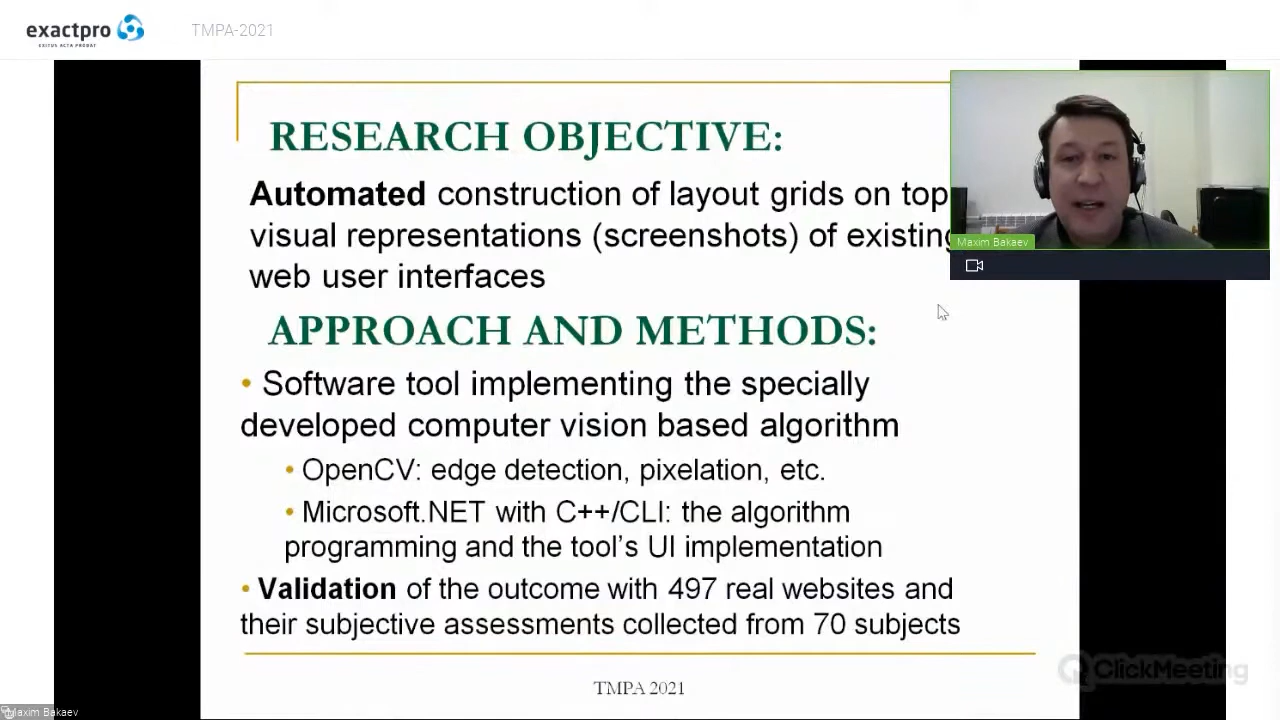 exactpro
EXITUS ACTA PROBAT
TMPA-2021
RESEARCH OBJECTIVE:
Automated construction of layout grids on top
visual representations (screenshots) of existing
web user interfaces
Maxim Bakaev
APPROACH AND METHODS:
• Software tool implementing the specially
developed computer vision based algorithm
• OpenCV: edge detection, pixelation, etc.
• Microsoft.NET with C++/CLI: the algorithm
programming and the tool's UI implementation
• Validation of the outcome with 497 real websites and
their subjective assessments collected from 70 subjects
TMPA 2021
ClickMeeting
Maxim Bakaev